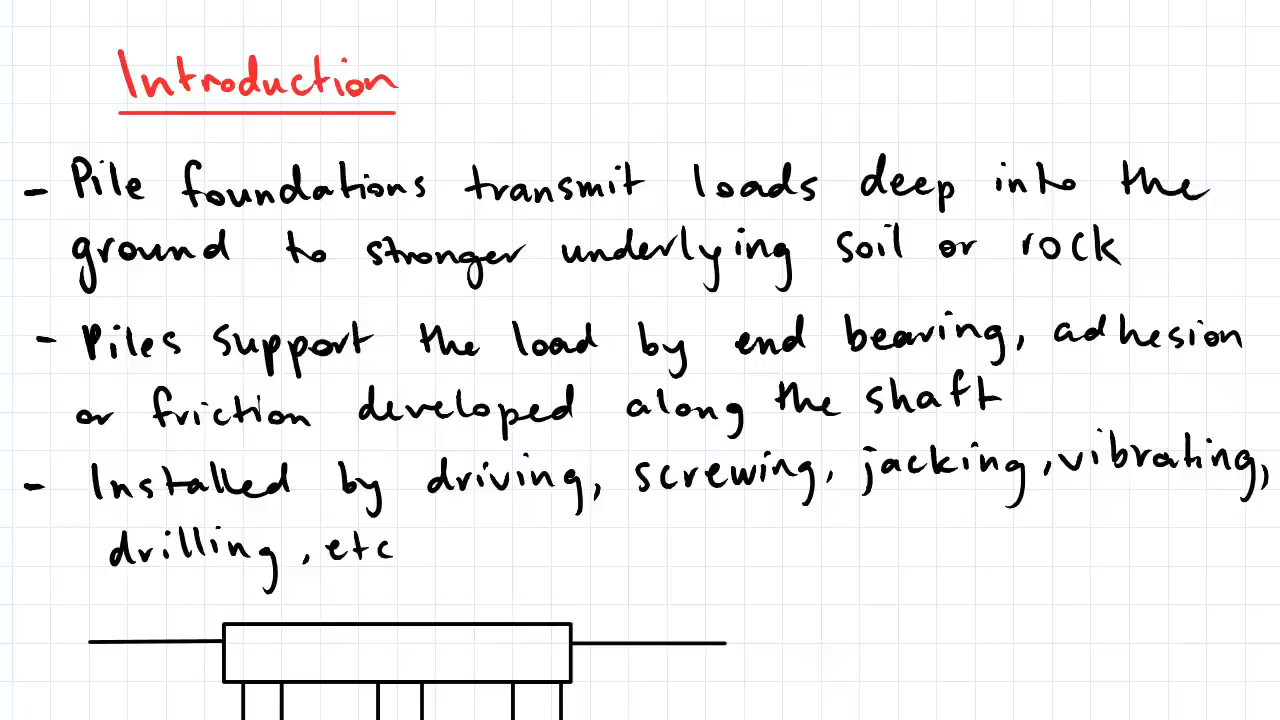 Introduction
- Pile foundations transmit loads deep into the
ground to stronger underlying soil or rock
- Piles support the load by end bearing, adhesion
or friction developed along the shaft
- Installed by driving, screwing, jacking, vibrating,
drilling, etc